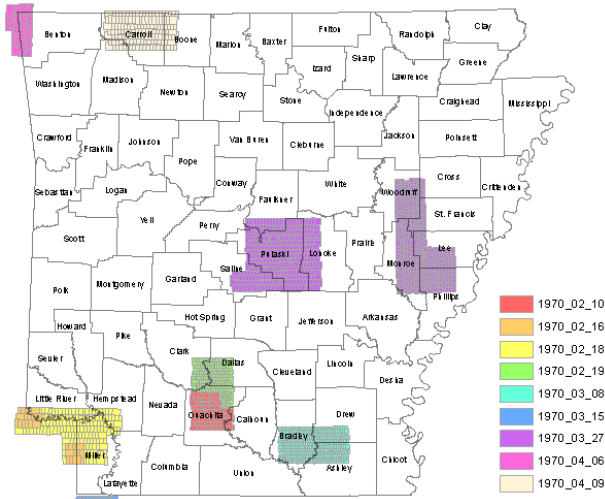 Benton
Carroll
Boone
Marion
Baxter
Fulton
Randolph
Clay
Sharp
Izard
Greene
Lawrence
Washington
Madison
Newton
Searcy
Stone
Independence
Craighead
Mississippi
Crawford
Franklin
Johnson
Van Buren
Cleburne
Jackson
Poinsett
Pope
Sebastian
Logan
Conway
Faulkner
White
Woodruff
Cross
Crittenden
St. Francis
Scott
Yell
Perry
Pulaski
Lonoke
Prairie
Lee
Monroe
Phillips
Saline
Polk
Montgomery
Garland
Hot Spring
Grant
Jefferson
Arkansas
Howard
Pike
Clark
Dallas
Cleveland
Lincoln
Desha
Sevier
Little River
Hempstead
Nevada
Ouachita
Calhoun
Bradley
Drew
Miller
Lafayette
Columbia
Union
Ashley
Chicot
1970_02_10
1970_02_16
1970_02_18
1970_02_19
1970_03_08
1970_03_15
1970_03_27
1970_04_06
1970_04_09